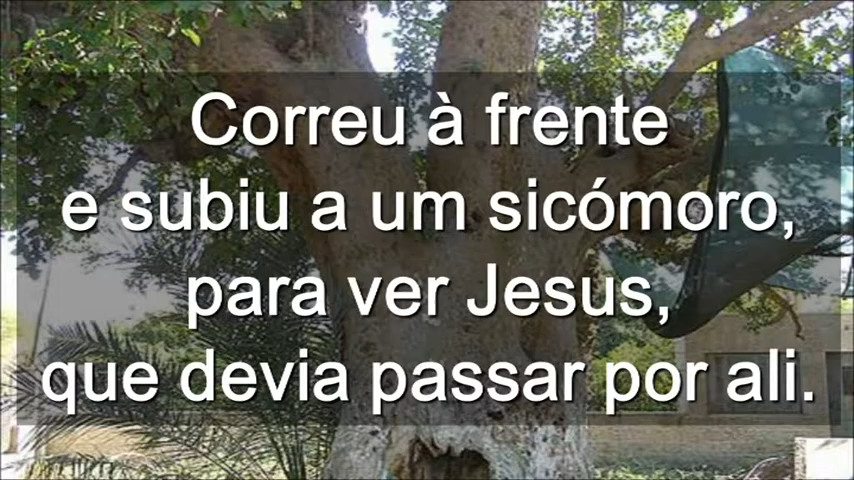 Correu à frente
e subiu a um sicómoro,
para ver Jesus,
que devia passar por ali.